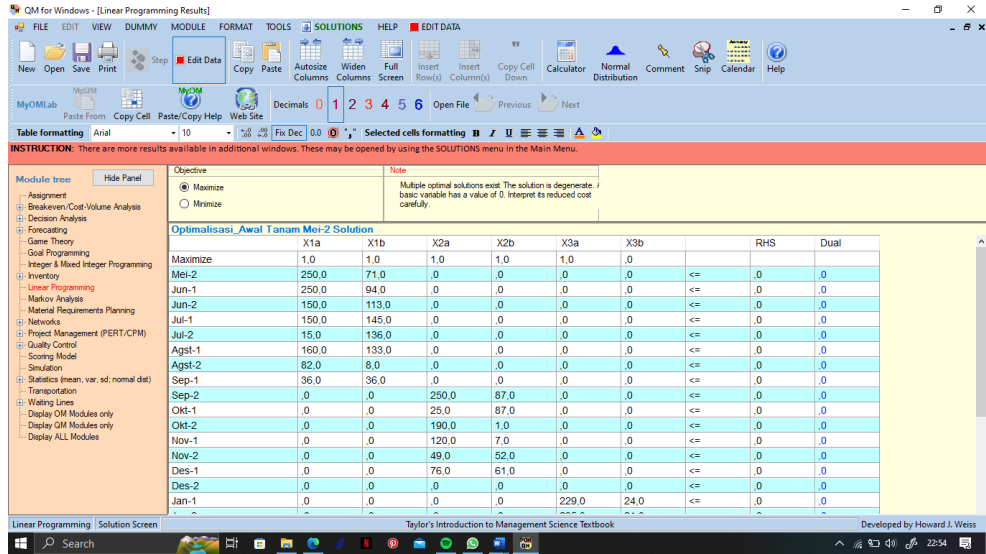 QM for Windows - [Linear Programming Results]
FILE EDIT VIEW DUMMY MODULE FORMAT TOOLS SOLUTIONS HELP EDIT DATA
New Open Save Print Step Edit Data Copy Paste Autosize Columns Widen Columns Full Screen Insert Row(s) Insert Column(s) Copy Cell Down Calculator Normal Distribution Comment Snip Calendar Help
MyOMLab Paste From Copy Cell Paste/Copy Help Web Site Decimals 0 1 2 3 4 5 6 Open File Previous Next
Table formatting Arial 10 Fix Dec 0.0 Selected cells formatting B I U A
INSTRUCTION: There are more results available in additional windows. These may be opened by using the SOLUTIONS menu in the Main Menu.
Module tree Hide Panel
Assignment
Breakeven/Cost-Volume Analysis
Decision Analysis
Forecasting
Game Theory
Goal Programming
Integer & Mixed Integer Programming
Inventory
Linear Programming
Markov Analysis
Material Requirements Planning
Networks
Project Management (PERT/CPM)
Quality Control
Scoring Model
Simulation
Statistics (mean, var, sd; normal dist)
Transportation
Waiting Lines
Display OM Modules only
Display QM Modules only
Display ALL Modules
Objective
Maximize
Minimize
Note
Multiple optimal solutions exist The solution is degenerate.
basic variable has a value of 0. Interpret its reduced cost
carefully.
Optimalisasi_Awal Tanam Mei-2 Solution
X1a X1b X2a X2b X3a X3b RHS Dual
Maximize 1,0 1,0 1,0 1,0 1,0 ,0
Mei-2 250,0 71,0 ,0 ,0 ,0 ,0 <= ,0 ,0
Jun-1 250,0 94,0 ,0 ,0 ,0 ,0 <= ,0 ,0
Jun-2 150,0 113,0 ,0 ,0 ,0 ,0 <= ,0 ,0
Jul-1 150,0 145,0 ,0 ,0 ,0 ,0 <= ,0 ,0
Jul-2 15,0 136,0 ,0 ,0 ,0 ,0 <= ,0 ,0
Agst-1 160,0 133,0 ,0 ,0 ,0 ,0 <= ,0 ,0
Agst-2 82,0 8,0 ,0 ,0 ,0 ,0 <= ,0 ,0
Sep-1 36,0 36,0 ,0 ,0 ,0 ,0 <= ,0 ,0
Sep-2 ,0 ,0 250,0 87,0 ,0 ,0 <= ,0 ,0
Okt-1 ,0 ,0 25,0 87,0 ,0 ,0 <= ,0 ,0
Okt-2 ,0 ,0 190,0 1,0 ,0 ,0 <= ,0 ,0
Nov-1 ,0 ,0 120,0 7,0 ,0 ,0 <= ,0 ,0
Nov-2 ,0 ,0 49,0 52,0 ,0 ,0 <= ,0 ,0
Des-1 ,0 ,0 76,0 61,0 ,0 ,0 <= ,0 ,0
Des-2 ,0 ,0 ,0 ,0 ,0 ,0 <= ,0 ,0
Jan-1 ,0 ,0 ,0 ,0 229,0 24,0 <= ,0 ,0
Linear Programming Solution Screen Taylor's Introduction to Management Science Textbook Developed by Howard J. Weiss
Search 22:54